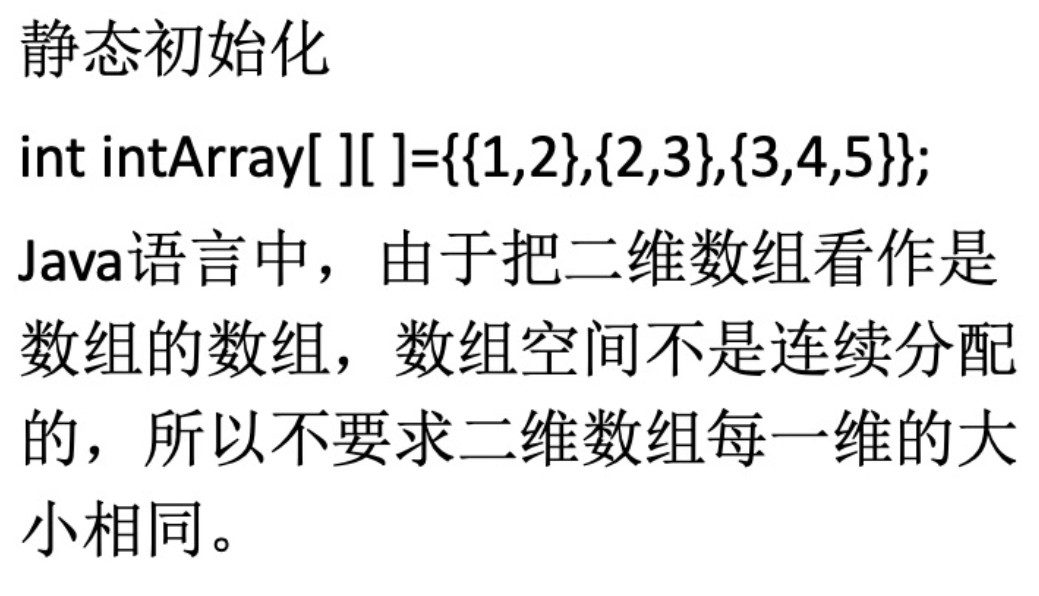 静态初始化
int intArray[ ][ ]={{1,2},{2,3},{3,4,5}};
Java语言中，由于把二维数组看作是
数组的数组，数组空间不是连续分配
的，所以不要求二维数组每一维的大
小相同。